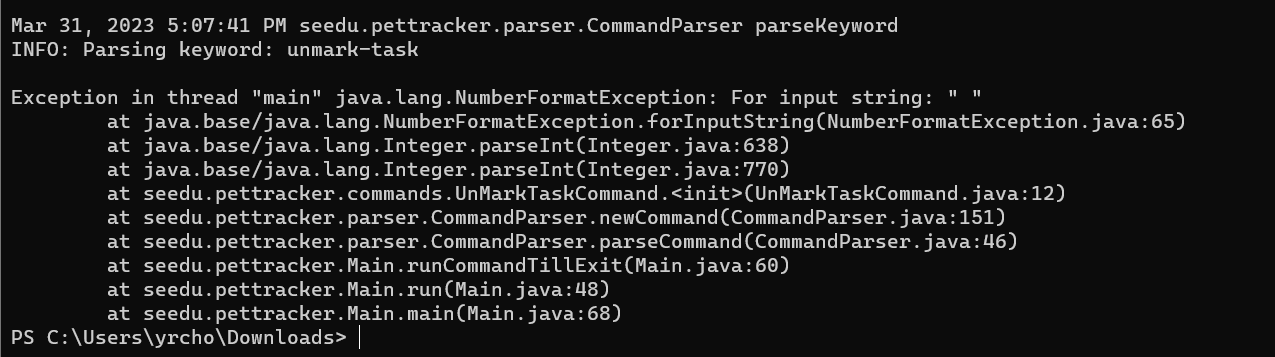 Mar 31, 2023 5:07:41 PM seedu.pettracker.parser.CommandParser parseKeyword
INFO: Parsing keyword: unmark-task
Exception in thread "main" java.lang.NumberFormatException: For input string: " "
at java.base/java.lang.NumberFormatException.forInputString(NumberFormatException.java:65)
at java.base/java.lang.Integer.parseInt(Integer.java:638)
at java.base/java.lang.Integer.parseInt(Integer.java:770)
at seedu.pettracker.commands.UnMarkTaskCommand.<init>(UnMarkTaskCommand.java:12)
at seedu.pettracker.parser.CommandParser.newCommand(CommandParser.java:151)
at seedu.pettracker.parser.CommandParser.parseCommand(CommandParser.java:46)
at seedu.pettracker.Main.runCommandTillExit(Main.java:60)
at seedu.pettracker.Main.run(Main.java:48)
at seedu.pettracker.Main.main(Main.java:68)
PS C:\Users\yrcho\Downloads>